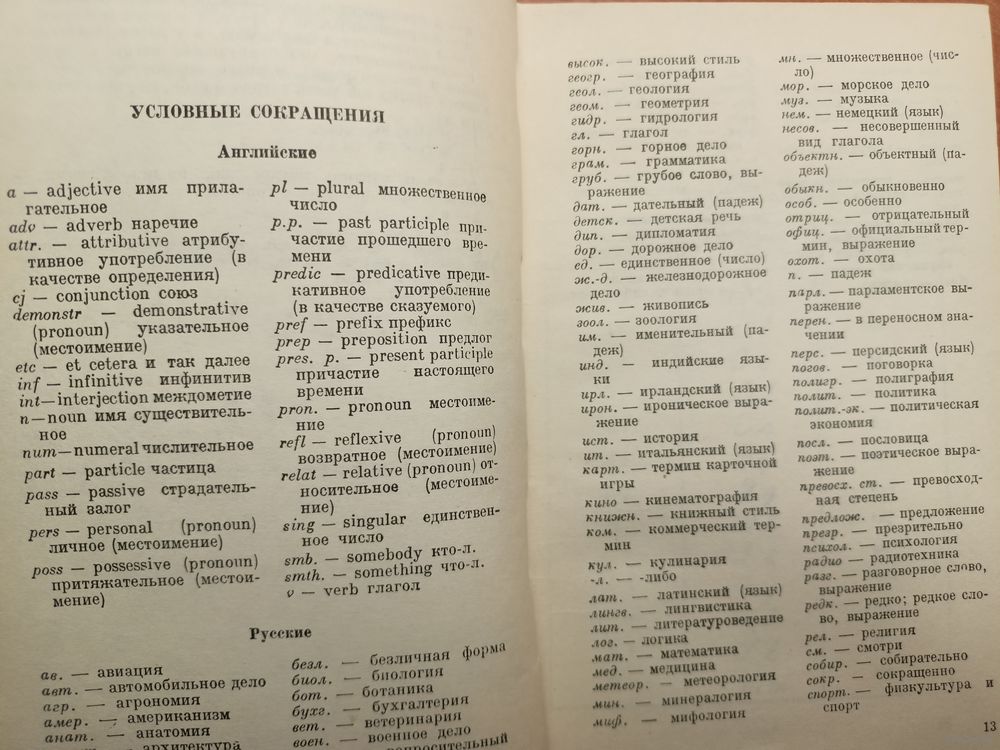 УСЛОВНЫЕ СОКРАЩЕНИЯ
Английские
a — adjective имя прила-
гательное
adv — adverb наречие
attr. — attributive атрибу-
тивное употребление (в
качестве определения)
cj — conjunction союз
demonstr — demonstrative
(pronoun) указательное
(местоимение)
etc — et cetera и так далее
inf — infinitive инфинитив
int—interjection междометие
n—noun имя существитель-
ное
num—numeral числительное
part — particle частица
pass — passive страдатель-
ный залог
pers — personal (pronoun)
личное (местоимение)
poss — possessive (pronoun)
притяжательное (местои-
мение)
pl — plural множественное
число
p.p. — past participle при-
частие прошедшего вре-
мени
predic — predicative преди-
кативное употребление
(в качестве сказуемого)
pref — prefix префикс
prep — preposition предлог
pres. p. — present participle
причастие настоящего
времени
pron. — pronoun местоиме-
ние
refl — reflexive (pronoun)
возвратное (местоимение)
relat — relative (pronoun) от-
носительное (местоиме-
ние)
sing — singular единствен-
ное число
smb. — somebody кто-л.
smth. — something что-л.
v — verb глагол
Русские
ав. — авиация
авт. — автомобильное дело
агр. — агрономия
амер. — американизм
анат. — анатомия
архитектура
безл. — безличная форма
биол. — биология
бот. — ботаника
бухг. — бухгалтерия
вет. — ветеринария
воен. — военное дело
высок. — высокий стиль
геогр. — география
геол. — геология
геом. — геометрия
гидр. — гидрология
гл. — глагол
горн. — горное дело
грам. — грамматика
груб. — грубое слово, вы-
ражение
дат. — дательный (падеж)
детск. — детская речь
дип. — дипломатия
дор. — дорожное дело
ед. — единственное (число)
ж.-д. — железнодорожное
дело
жив. — живопись
зоол. — зоология
им. — именительный (па-
деж)
инд. — индийские язы-
ки
ирл. — ирландский (язык)
ирон. — ироническое выра-
жение
ист. — история
ит. — итальянский (язык)
карт. — термин карточной
игры
кино — кинематография
книжн. — книжный стиль
ком. — коммерческий тер-
мин
кул. — кулинария
-л. — -либо
лат. — латинский (язык)
лингв. — лингвистика
лит. — литературоведение
лог. — логика
мат. — математика
мед. — медицина
метеор. — метеорология
мин. — минералогия
миф. — мифология
мн. — множественное (чис-
ло)
мор. — морское дело
муз. — музыка
нем. — немецкий (язык)
несов. — несовершенный
вид глагола
объектн. — объектный (па-
деж)
обыкн. — обыкновенно
особ. — особенно
отриц. — отрицательный
офиц. — официальный тер-
мин, выражение
охот. — охота
п. — падеж
парл. — парламентское вы-
ражение
перен. — в переносном зна-
чении
перс. — персидский (язык)
погов. — поговорка
полигр. — полиграфия
полит. — политика
полит.-эк. — политическая
экономия
посл. — пословица
поэт. — поэтическое выра-
жение
превосх. ст. — превосход-
ная степень
предлож. — предложение
презр. — презрительно
психол. — психология
радио — радиотехника
разг. — разговорное слово,
выражение
редк. — редко; редкое сло-
во, выражение
рел. — религия
см. — смотри
собир. — собирательно
сокр. — сокращенно
спорт. — физкультура и
спорт
13